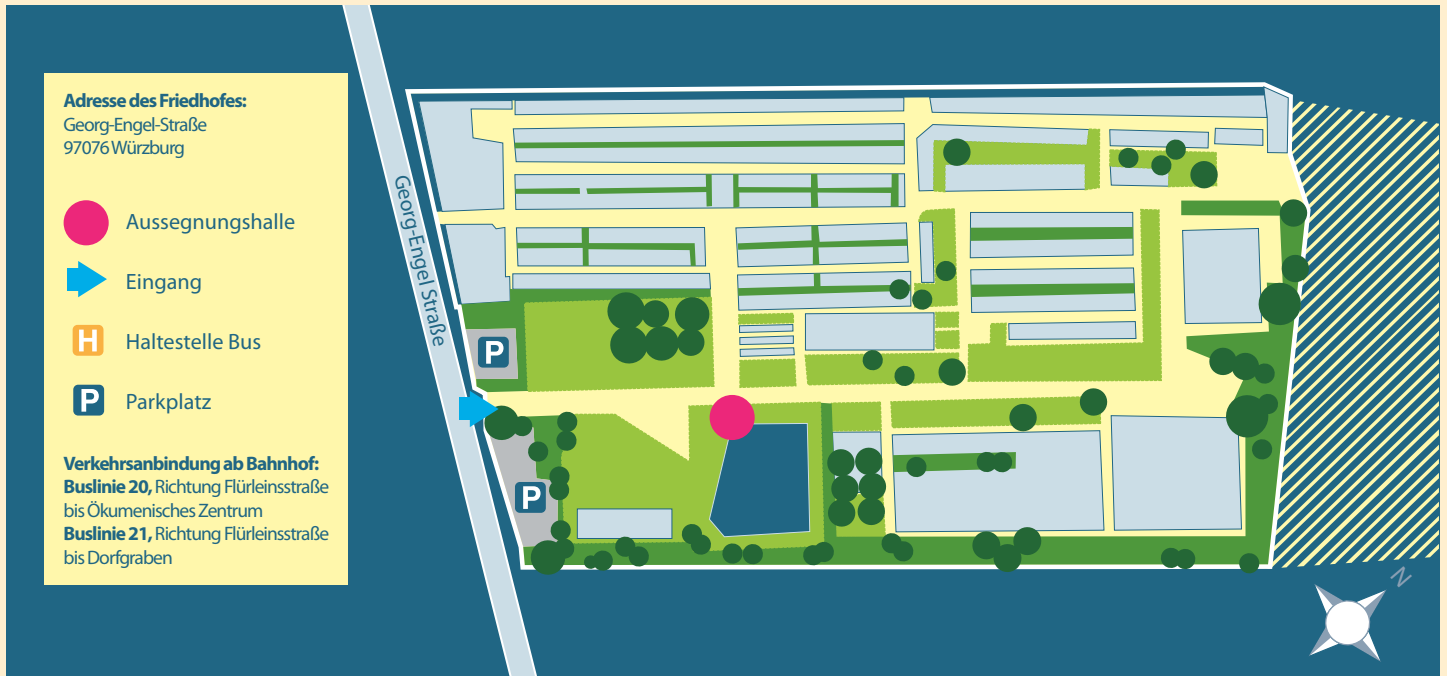 Adresse des Friedhofes:
Georg-Engel-Straße
97076 Würzburg
Aussegnungshalle
Eingang
H
Haltestelle Bus
P
Parkplatz
Verkehrsanbindung ab Bahnhof:
Buslinie 20, Richtung Flürleinsstraße
bis Ökumenisches Zentrum
Buslinie 21, Richtung Flürleinsstraße
bis Dorfgraben
Georg-Engel Straße
P
P
N